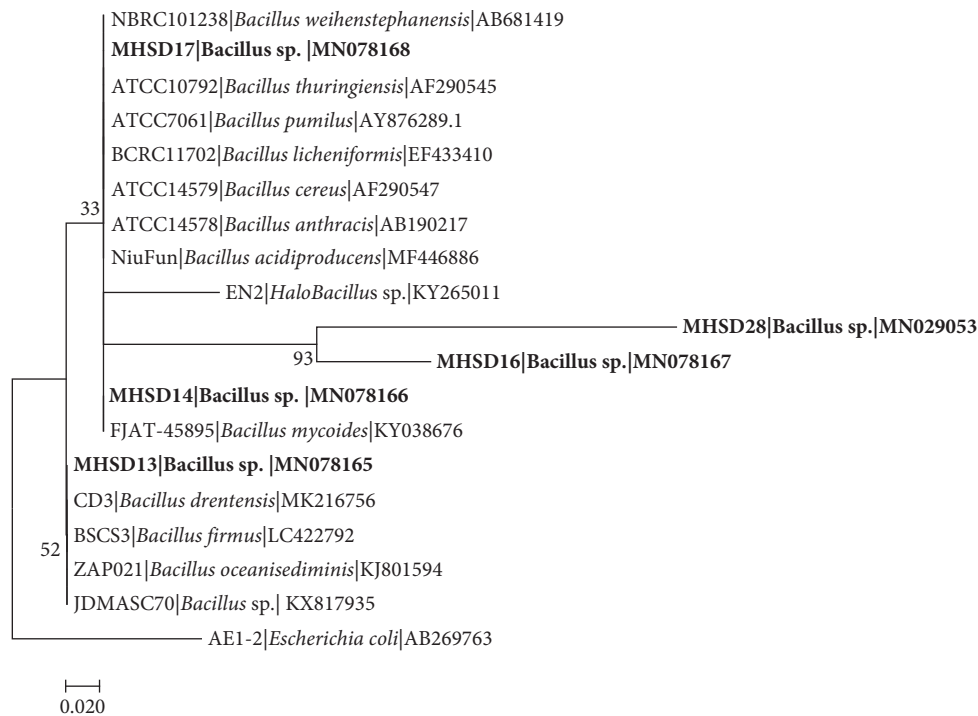 NBRC101238|Bacillus weihenstephanensis|AB681419
MHSD17|Bacillus sp. |MN078168
ATCC10792|Bacillus thuringiensis|AF290545
ATCC7061|Bacillus pumilus|AY876289.1
BCRC11702|Bacillus licheniformis|EF433410
ATCC14579|Bacillus cereus|AF290547
33
ATCC14578|Bacillus anthracis|AB190217
NiuFun|Bacillus acidiproducens|MF446886
EN2|HaloBacillus sp.|KY265011
MHSD28|Bacillus sp.|MN029053
93
MHSD16|Bacillus sp.|MN078167
MHSD14|Bacillus sp. |MN078166
FJAT-45895|Bacillus mycoides|KY038676
MHSD13|Bacillus sp. |MN078165
CD3|Bacillus drentensis|MK216756
BSCS3|Bacillus firmus|LC422792
52
ZAP021|Bacillus oceanisediminis|KJ801594
JDMASC70|Bacillus sp.| KX817935
AE1-2|Escherichia coli|AB269763
0.020